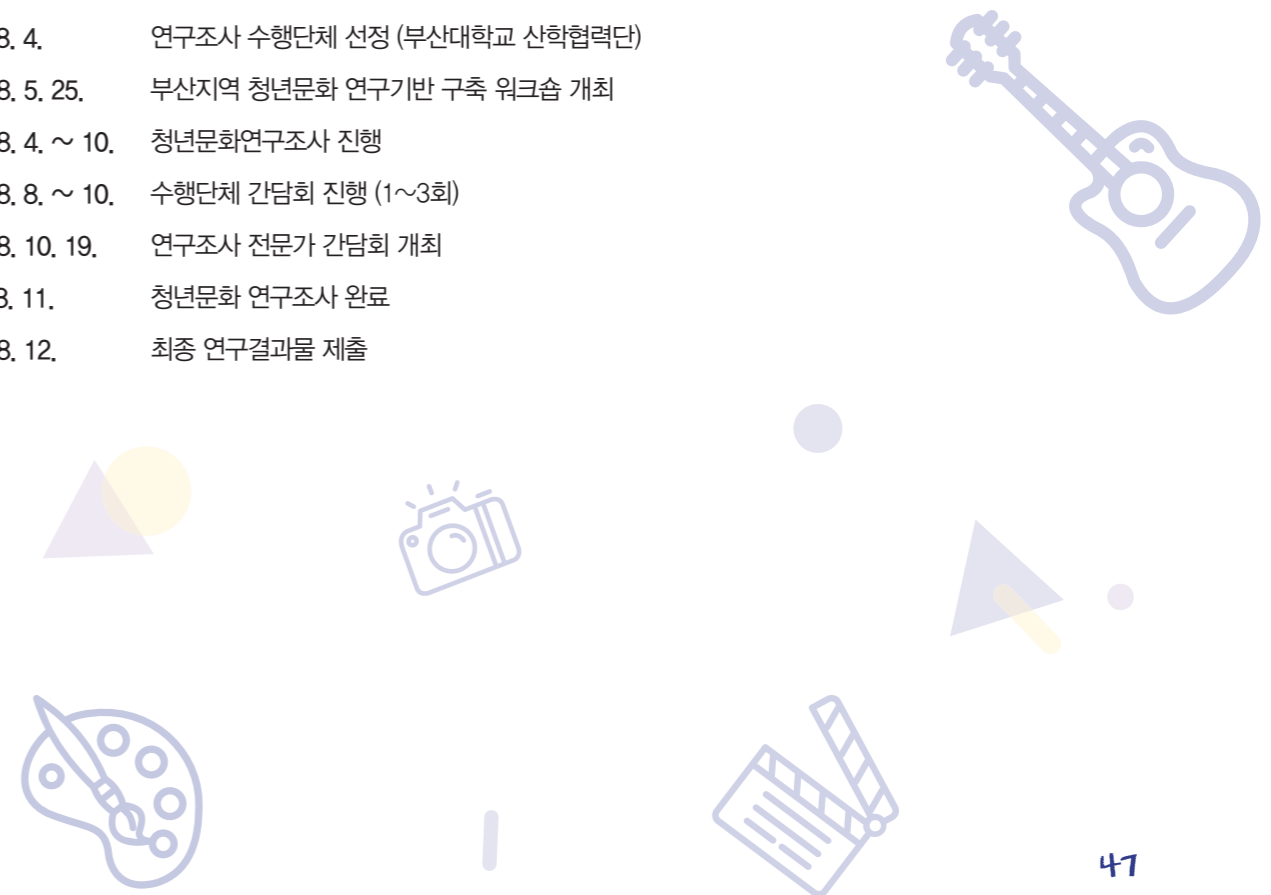 8. 4. 연구조사 수행단체 선정 (부산대학교 산학협력단)
8. 5. 25. 부산지역 청년문화 연구기반 구축 워크숍 개최
8. 4. ~ 10. 청년문화연구조사 진행
8. 8. ~ 10. 수행단체 간담회 진행 (1~3회)
8. 10. 19. 연구조사 전문가 간담회 개최
8. 11. 청년문화 연구조사 완료
8. 12. 최종 연구결과물 제출
47